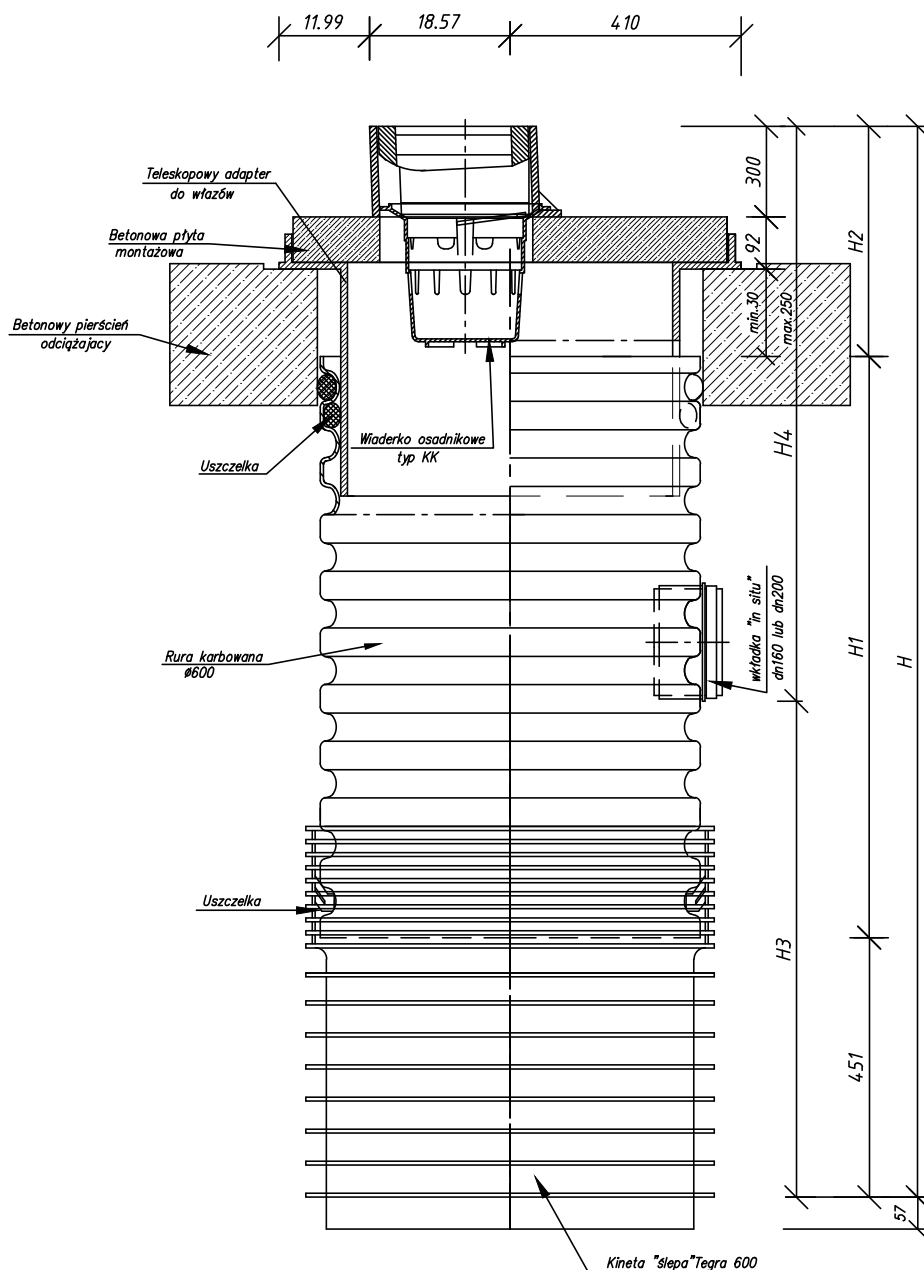 11.99
18.57
410
Teleskopowy adapter
do włazów
Betonowa płyta
montażowa
Betonowy pierścień
odciążajacy
Uszczelka
Wiaderko osadnikowe
typ KK
Rura karbowana
ø600
Uszczelka
Kineta "ślepa"Tegra 600
wkładka "in situ"
dn160 lub dn200
300
92
min.30
max.250
H4
H3
H2
H1
451
H
57